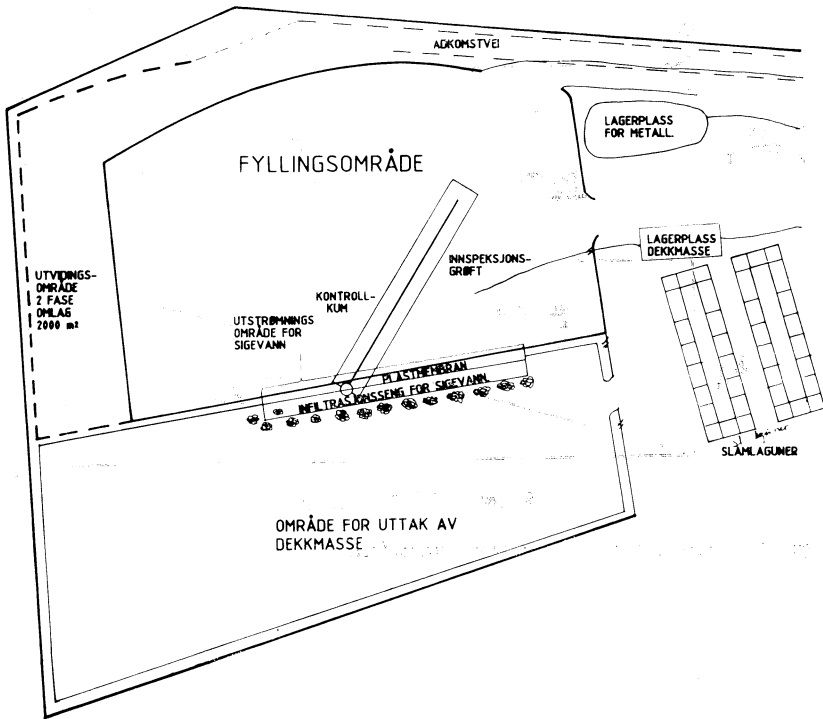 ADKOMSTVEI
LAGERPLASS
FOR METALL.
FYLLINGSOMRÅDE
LAGERPLASS
DEKKMASSE
INNSPEKSJONS-
GRØFT
UTVIDINGS-
OMRÅDE
2 FASE
OMLAG
2000 m²
KONTROLL-
KUM
UTSTRØMNINGS
OMRÅDE FOR
SIGEVANN
PLASTMEMBRAN
INFILTRASJONSSENG FOR SIGEVANN.
SLAMLAGUNER
OMRÅDE FOR UTTAK AV
DEKKMASSE